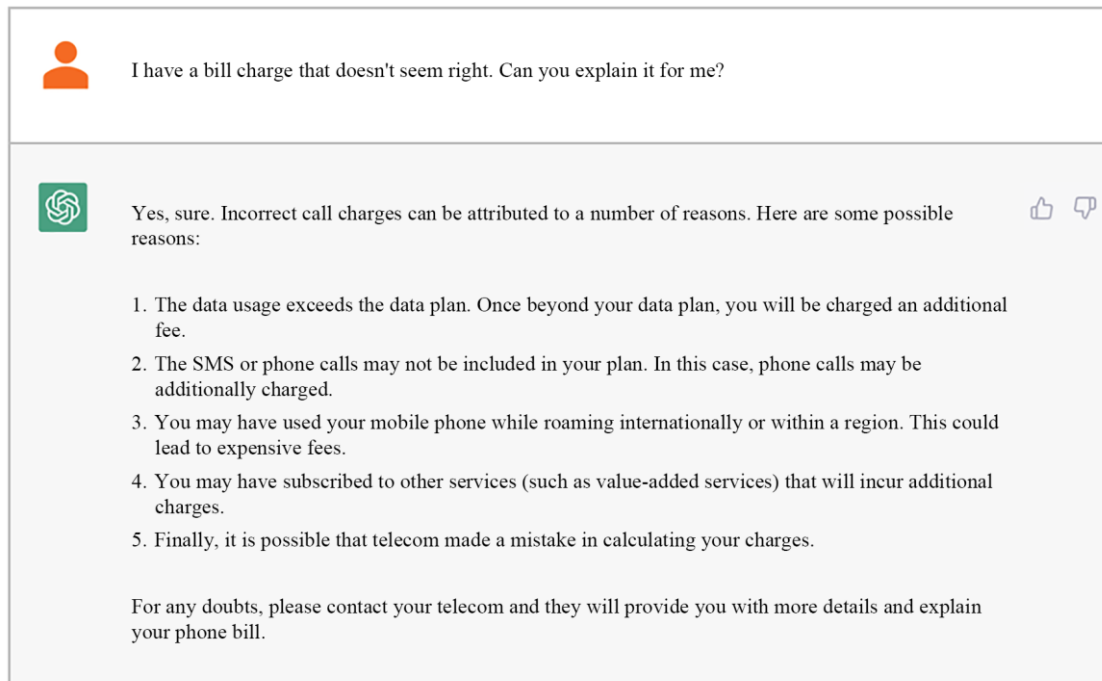 I have a bill charge that doesn't seem right. Can you explain it for me?
Yes, sure. Incorrect call charges can be attributed to a number of reasons. Here are some possible
reasons:
1. The data usage exceeds the data plan. Once beyond your data plan, you will be charged an additional
fee.
2. The SMS or phone calls may not be included in your plan. In this case, phone calls may be
additionally charged.
3. You may have used your mobile phone while roaming internationally or within a region. This could
lead to expensive fees.
4. You may have subscribed to other services (such as value-added services) that will incur additional
charges.
5. Finally, it is possible that telecom made a mistake in calculating your charges.
For any doubts, please contact your telecom and they will provide you with more details and explain
your phone bill.